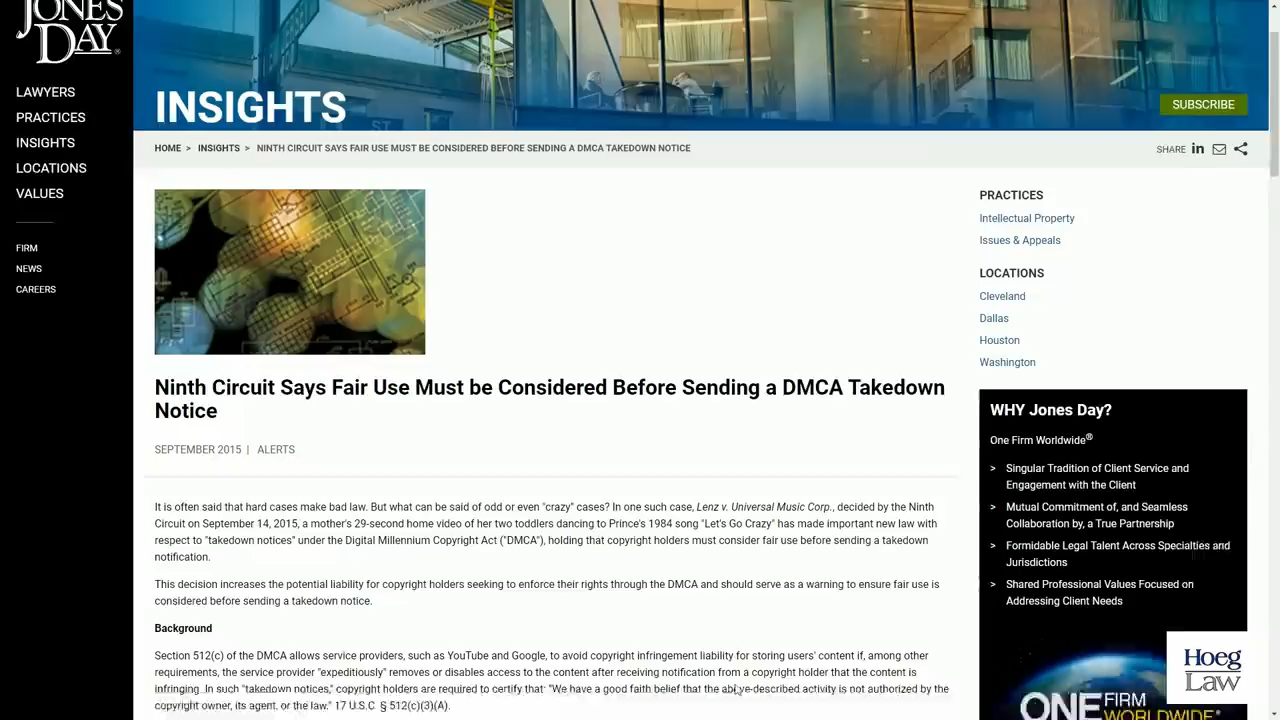 JONES
DAY®
LAWYERS
PRACTICES
INSIGHTS
LOCATIONS
VALUES
FIRM
NEWS
CAREERS
INSIGHTS
SUBSCRIBE
HOME > INSIGHTS > NINTH CIRCUIT SAYS FAIR USE MUST BE CONSIDERED BEFORE SENDING A DMCA TAKEDOWN NOTICE
SHARE in
Ninth Circuit Says Fair Use Must be Considered Before Sending a DMCA Takedown
Notice
SEPTEMBER 2015 | ALERTS
It is often said that hard cases make bad law. But what can be said of odd or even "crazy" cases? In one such case, Lenz v. Universal Music Corp., decided by the Ninth
Circuit on September 14, 2015, a mother's 29-second home video of her two toddlers dancing to Prince's 1984 song "Let's Go Crazy" has made important new law with
respect to "takedown notices" under the Digital Millennium Copyright Act ("DMCA"), holding that copyright holders must consider fair use before sending a takedown
notification.
This decision increases the potential liability for copyright holders seeking to enforce their rights through the DMCA and should serve as a warning to ensure fair use is
considered before sending a takedown notice.
Background
Section 512(c) of the DMCA allows service providers, such as YouTube and Google, to avoid copyright infringement liability for storing users' content if, among other
requirements, the service provider "expeditiously" removes or disables access to the content after receiving notification from a copyright holder that the content is
infringing. In such "takedown notices," copyright holders are required to certify that: "We have a good faith belief that the above-described activity is not authorized by the
copyright owner, its agent, or the law." 17 U.S.C. § 512(c)(3)(A).
PRACTICES
Intellectual Property
Issues & Appeals
LOCATIONS
Cleveland
Dallas
Houston
Washington
WHY Jones Day?
One Firm Worldwide®
> Singular Tradition of Client Service and
Engagement with the Client
> Mutual Commitment of, and Seamless
Collaboration by, a True Partnership
> Formidable Legal Talent Across Specialties and
Jurisdictions
> Shared Professional Values Focused on
Addressing Client Needs
ONE FIRM
WORLDWIDE®
Hoeg
Law